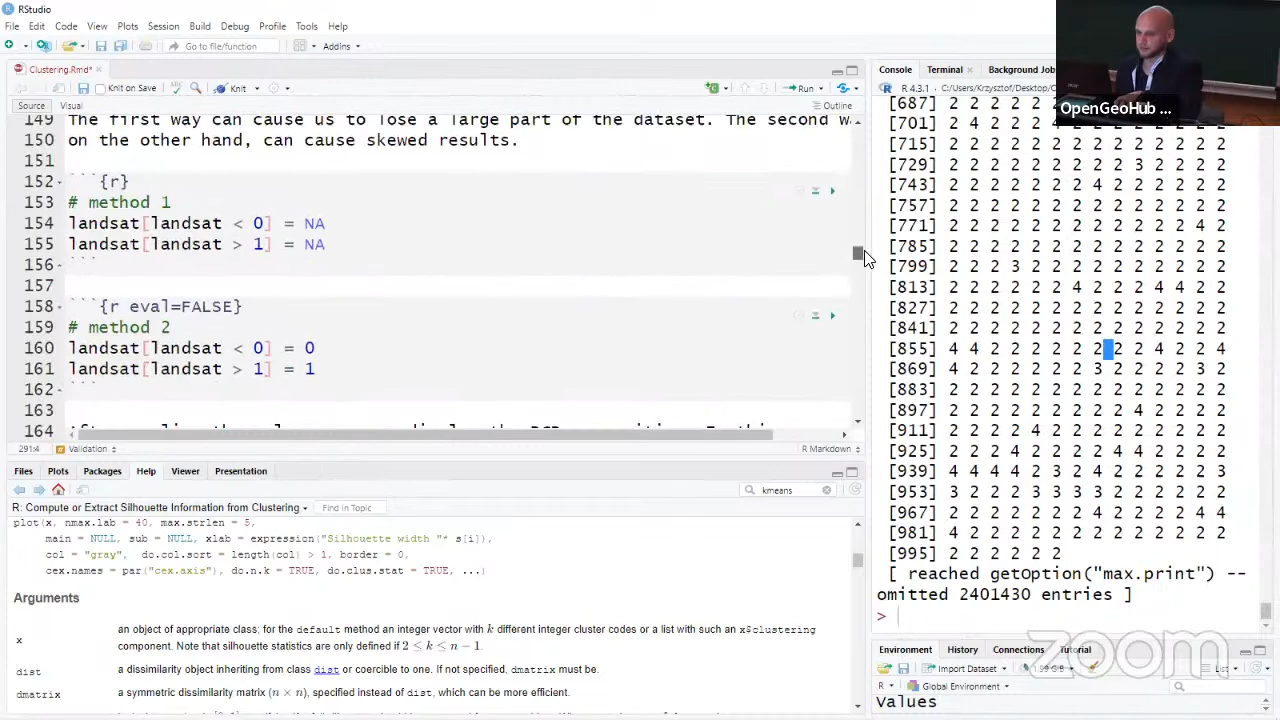 RStudio
File Edit Code View Plots Session Build Debug Profile Tools Help
Go to file/function Addins
Clustering.Rmd*
Knit on Save Knit Run
Source Visual Outline
149 The first way can cause us to lose a large part of the dataset. The second w
150 on the other hand, can cause skewed results.
151
152 ```{r}
153 # method 1
154 landsat[landsat < 0] = NA
155 landsat[landsat > 1] = NA
156 ```
157
158 ```{r eval=FALSE}
159 # method 2
160 landsat[landsat < 0] = 0
161 landsat[landsat > 1] = 1
162 ```
163
164
291:4 Validation R Markdown
Files Plots Packages Help Viewer Presentation
kmeans
R: Compute or Extract Silhouette Information from Clustering Find in Topic
plot(x, nmax.lab = 40, max.strlen = 5,
main = NULL, sub = NULL, xlab = expression("Silhouette width "* s[i]),
col = "gray", do.col.sort = length(col) > 1, border = 0,
cex.names = par("cex.axis"), do.n.k = TRUE, do.clus.stat = TRUE, ...)
Arguments
x an object of appropriate class; for the default method an integer vector with k different integer cluster codes or a list with such an x$clustering
component. Note that silhouette statistics are only defined if 2 ≤ k ≤ n − 1.
dist a dissimilarity object inheriting from class dist or coercible to one. If not specified, dmatrix must be.
dmatrix a symmetric dissimilarity matrix (n × n), specified instead of dist, which can be more efficient.
Console Terminal Background Jo
R 4.3.1 · C:/Users/Krzysztof/Desktop/C
OpenGeoHub ...
[687] 2 2 2 2 2 2
[701] 2 4 2 2 2 4 2 2 2 2 2 2 2 2
[715] 2 2 2 2 2 2 2 2 2 2 2 2 2 2
[729] 2 2 2 2 2 2 2 2 2 3 2 2 2 2
[743] 2 2 2 2 2 2 2 4 2 2 2 2 2 2
[757] 2 2 2 2 2 2 2 2 2 2 2 2 2 2
[771] 2 2 2 2 2 2 2 2 2 2 2 2 4 2
[785] 2 2 2 2 2 2 2 2 2 2 2 2 2 2
[799] 2 2 2 3 2 2 2 2 2 2 2 2 2 2
[813] 2 2 2 2 2 2 4 2 2 2 4 4 2 2
[827] 2 2 2 2 2 2 2 2 2 2 2 2 2 2
[841] 2 2 2 2 2 2 2 2 2 2 2 2 2 2
[855] 4 4 2 2 2 2 2 2 2 2 4 2 2 4
[869] 4 2 2 2 2 2 2 3 2 2 2 2 3 2
[883] 2 2 2 2 2 2 2 2 2 2 2 2 2 2
[897] 2 2 2 2 2 2 2 2 2 4 2 2 2 2
[911] 2 2 2 2 4 2 2 2 2 2 2 2 2 2
[925] 2 2 2 4 2 2 2 2 4 4 2 2 2 2
[939] 4 4 4 4 2 3 2 4 2 2 2 2 2 3
[953] 3 2 2 2 3 3 3 3 2 2 2 2 2 2
[967] 2 2 2 2 2 2 2 4 2 2 2 2 4 4
[981] 4 2 2 2 2 2 2 2 2 2 2 2 2 2
[995] 2 2 2 2 2 2
[ reached getOption("max.print") --
omitted 2401430 entries ]
>
zoom
Environment History Connections Tutorial
Import Dataset 1.99 GiB List
R Global Environment
Values